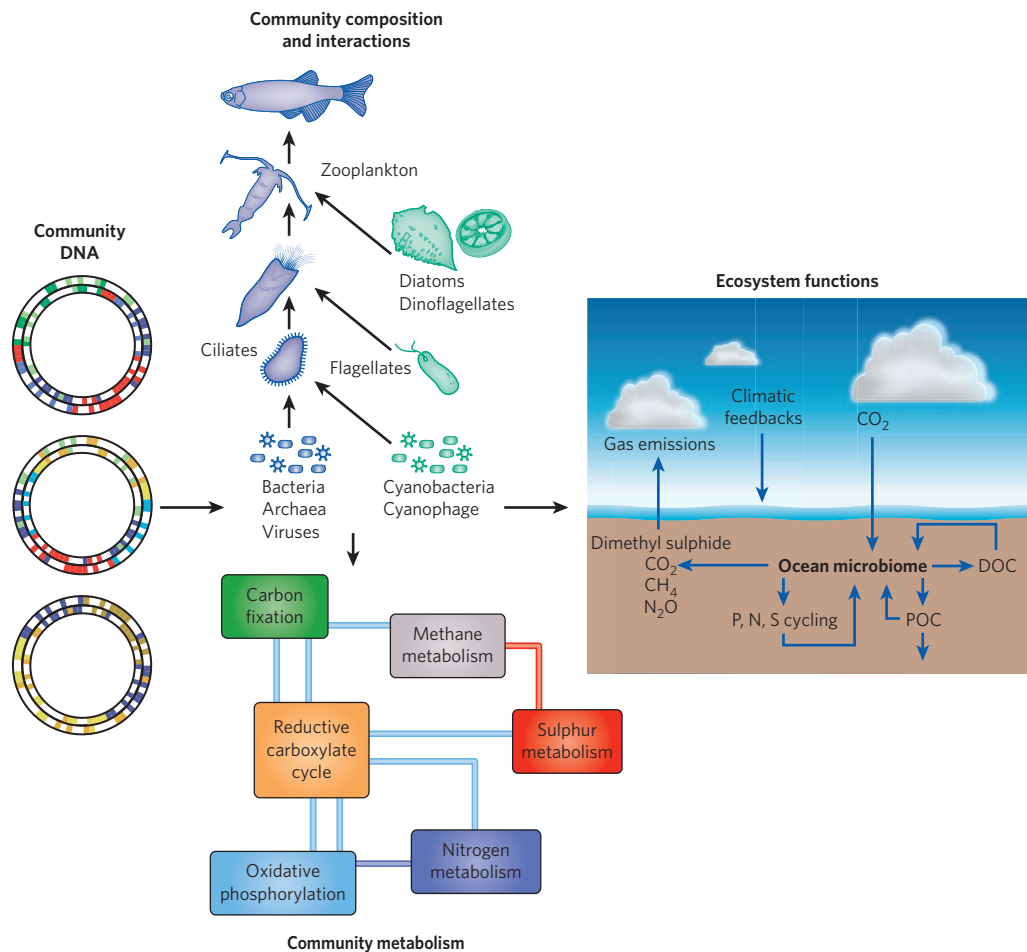 Community composition
and interactions
Zooplankton
Community
DNA
Diatoms
Dinoflagellates
Ciliates
Flagellates
Bacteria
Archaea
Viruses
Cyanobacteria
Cyanophage
Ecosystem functions
Climatic
feedbacks
CO₂
Gas emissions
Dimethyl sulphide
CO₂
CH₄
N₂O
Ocean microbiome
DOC
P, N, S cycling
POC
Carbon
fixation
Methane
metabolism
Reductive
carboxylate
cycle
Sulphur
metabolism
Oxidative
phosphorylation
Nitrogen
metabolism
Community metabolism